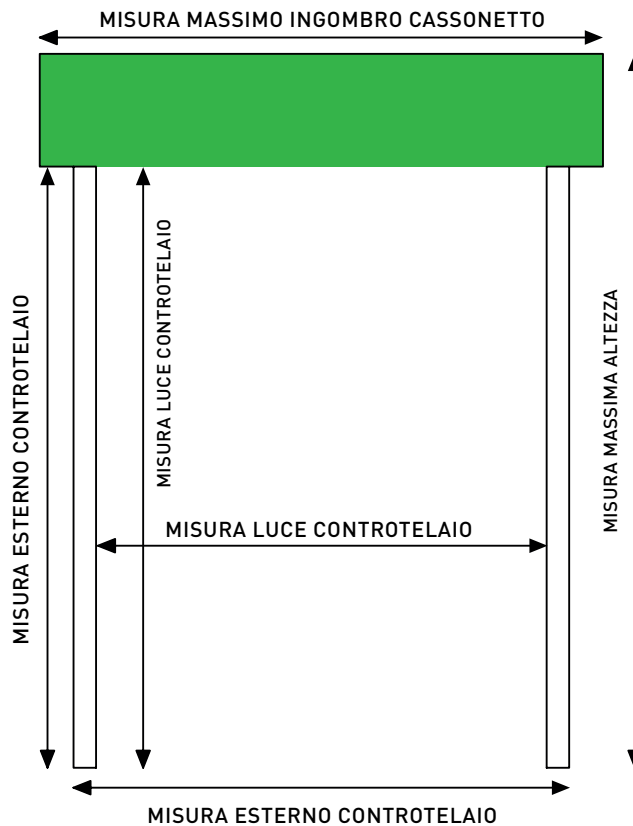 MISURA MASSIMO INGOMBRO CASSONETTO
MISURA ESTERNO CONTROTELAIO
MISURA LUCE CONTROTELAIO
MISURA MASSIMA ALTEZZA
MISURA LUCE CONTROTELAIO
MISURA ESTERNO CONTROTELAIO